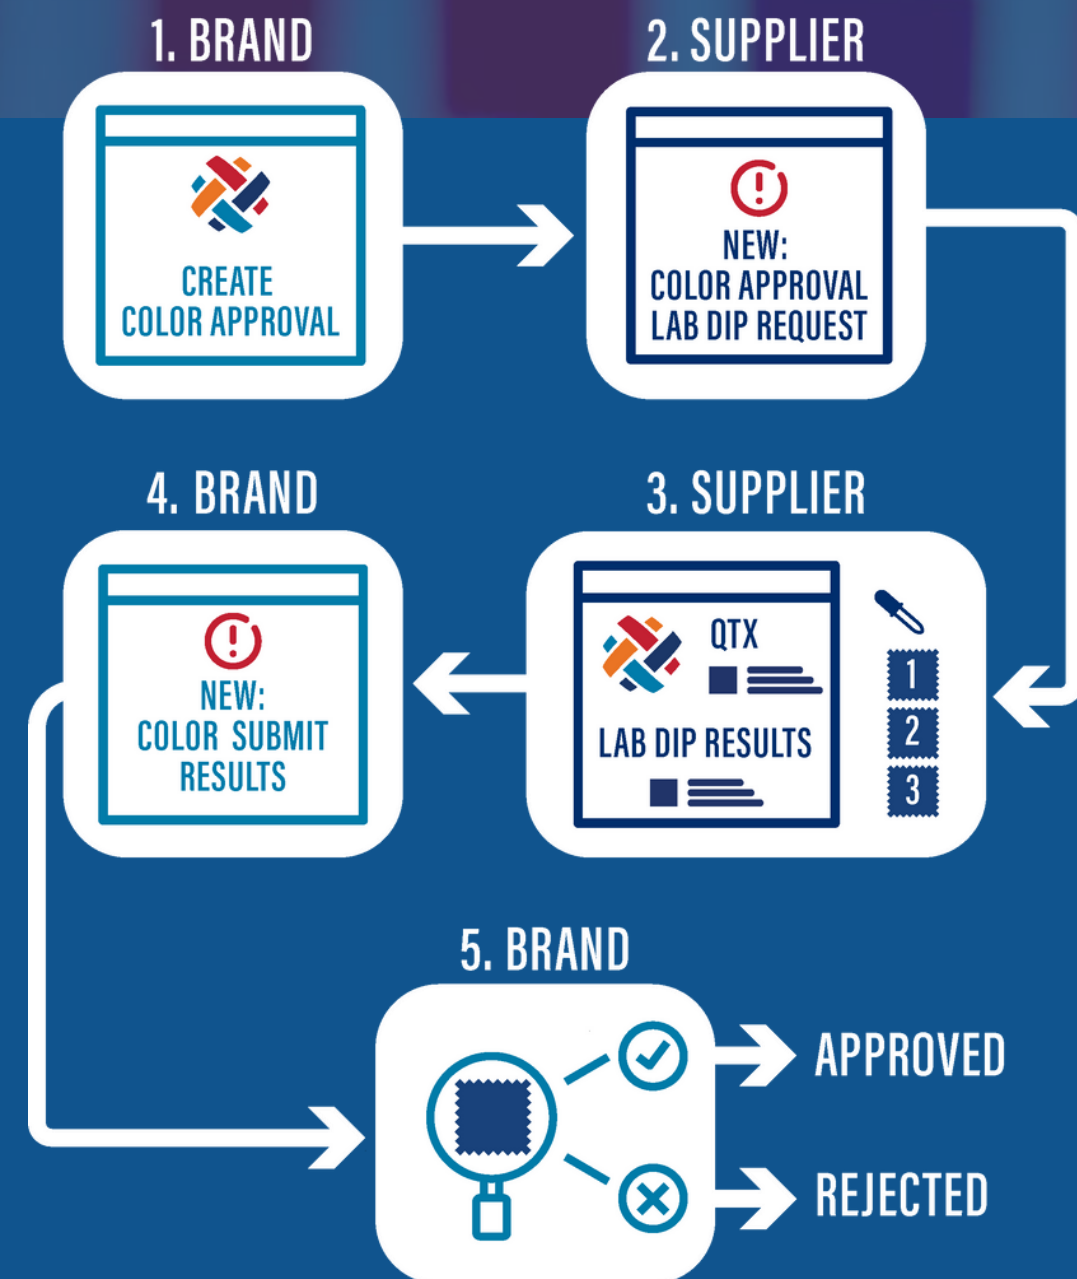 1. BRAND
CREATE
COLOR APPROVAL
2. SUPPLIER
NEW:
COLOR APPROVAL
LAB DIP REQUEST
3. SUPPLIER
QTX
LAB DIP RESULTS
1
2
3
4. BRAND
NEW:
COLOR SUBMIT
RESULTS
5. BRAND
APPROVED
REJECTED